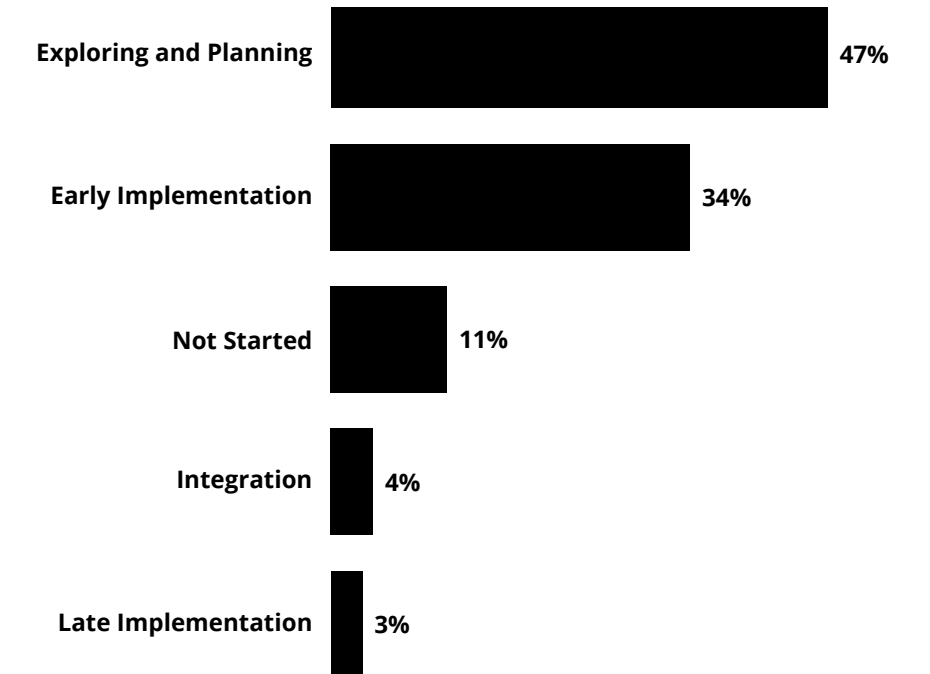 Exploring and Planning 47%
Early Implementation 34%
Not Started 11%
Integration 4%
Late Implementation 3%